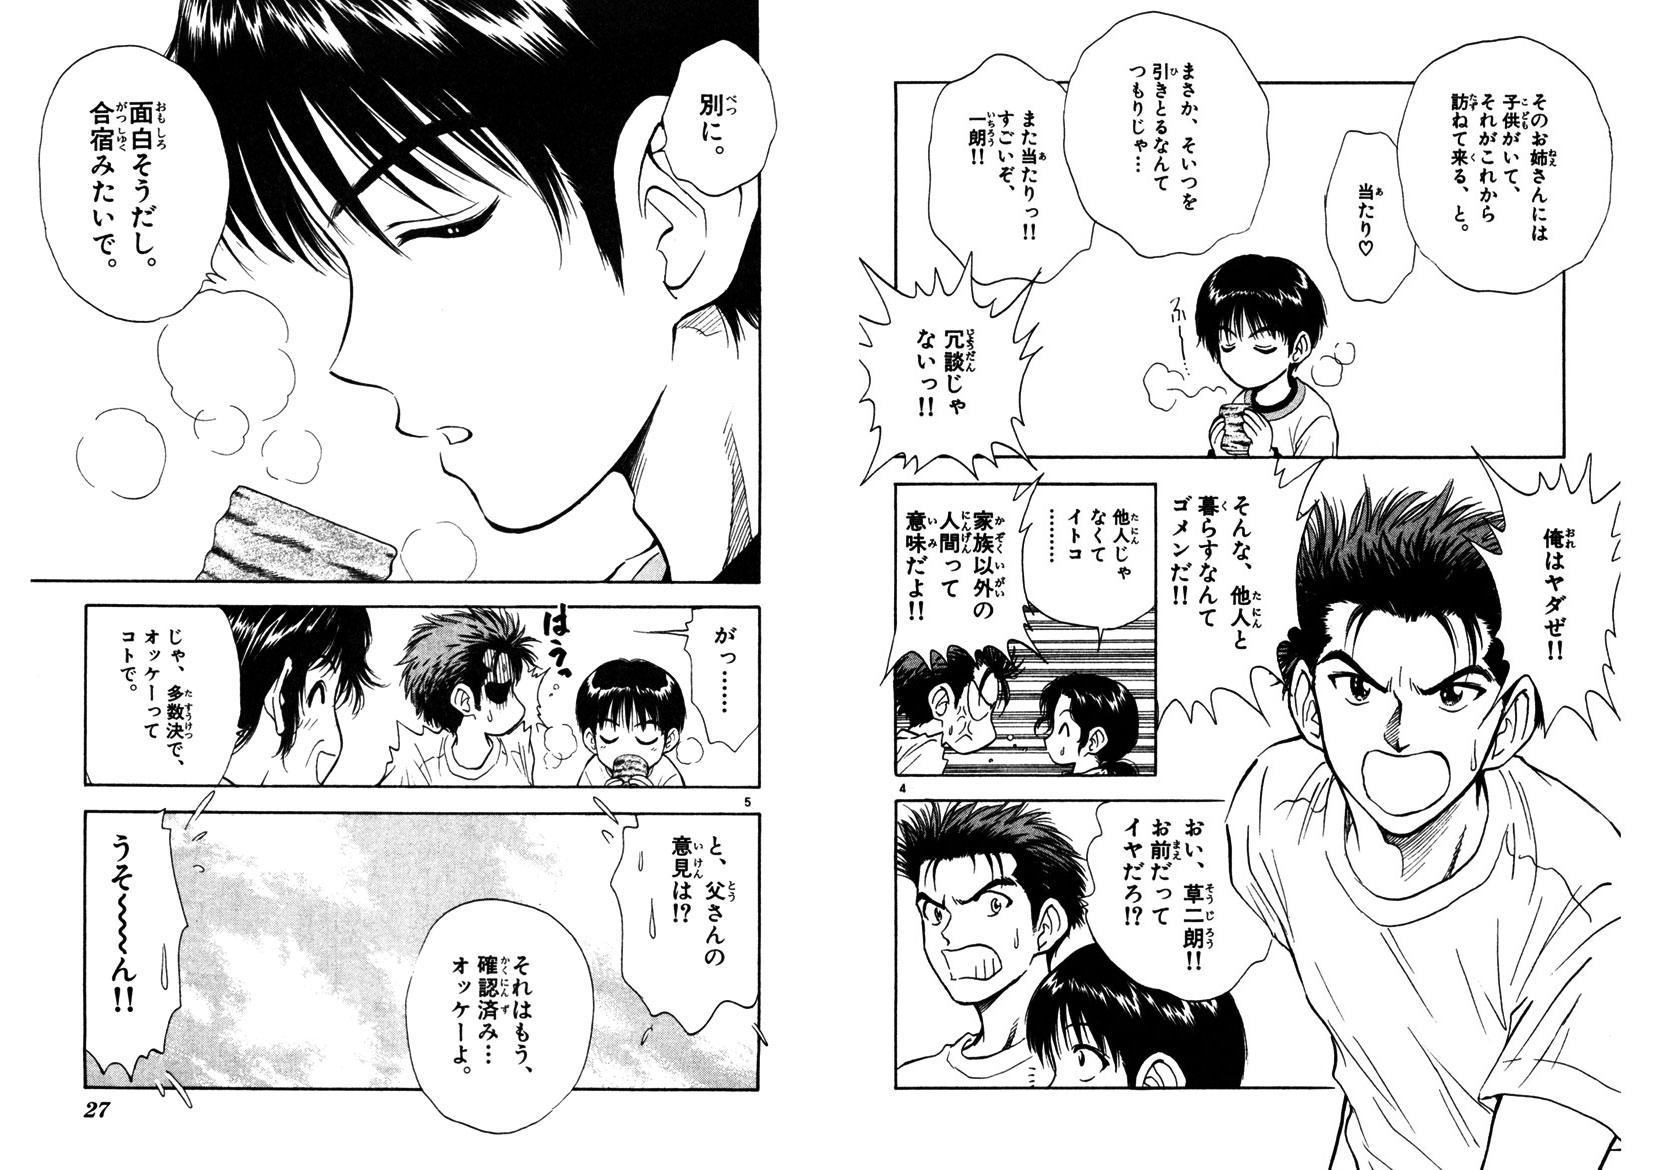 そのお姉さんには
子供がいて、
それがこれから
訪ねて来る、と。
当たり♡
まさか、そいつを
引きとるなんて
つもりじゃ…
また当たりっ!!
すごいぞ、
一朗!!
ふー…
冗談じゃ
ないっ!!
俺はヤダぜ!!
そんな、他人と
暮らすなんて
ゴメンだ!!
他人じゃ
なくて
イトコ
………
家族以外の
人間って
意味だよ!!
4
おい、草二朗!!
お前だって
イヤだろ!?
別に。
面白そうだし。
合宿みたいで。
がっ……
はうっ
じゃ、多数決で、
オッケーって
コトで。
5
と、父さんの
意見は!?
それはもう、
確認済み…
オッケーよ。
うそ〜〜〜ん!!
27